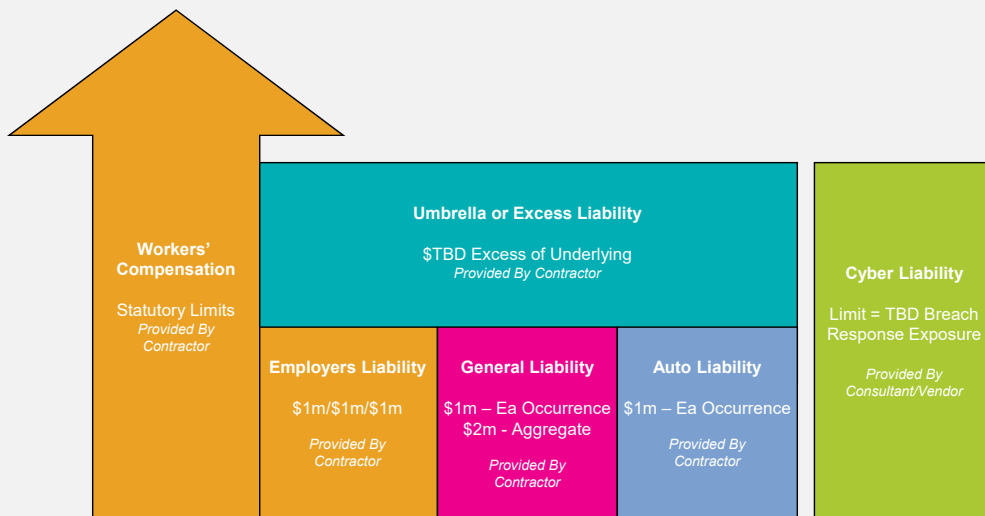 Workers'
Compensation
Statutory Limits
Provided By
Contractor
Umbrella or Excess Liability
$TBD Excess of Underlying
Provided By Contractor
Employers Liability
$1m/$1m/$1m
Provided By
Contractor
General Liability
$1m – Ea Occurrence
$2m - Aggregate
Provided By
Contractor
Auto Liability
$1m – Ea Occurrence
Provided By
Contractor
Cyber Liability
Limit = TBD Breach
Response Exposure
Provided By
Consultant/Vendor